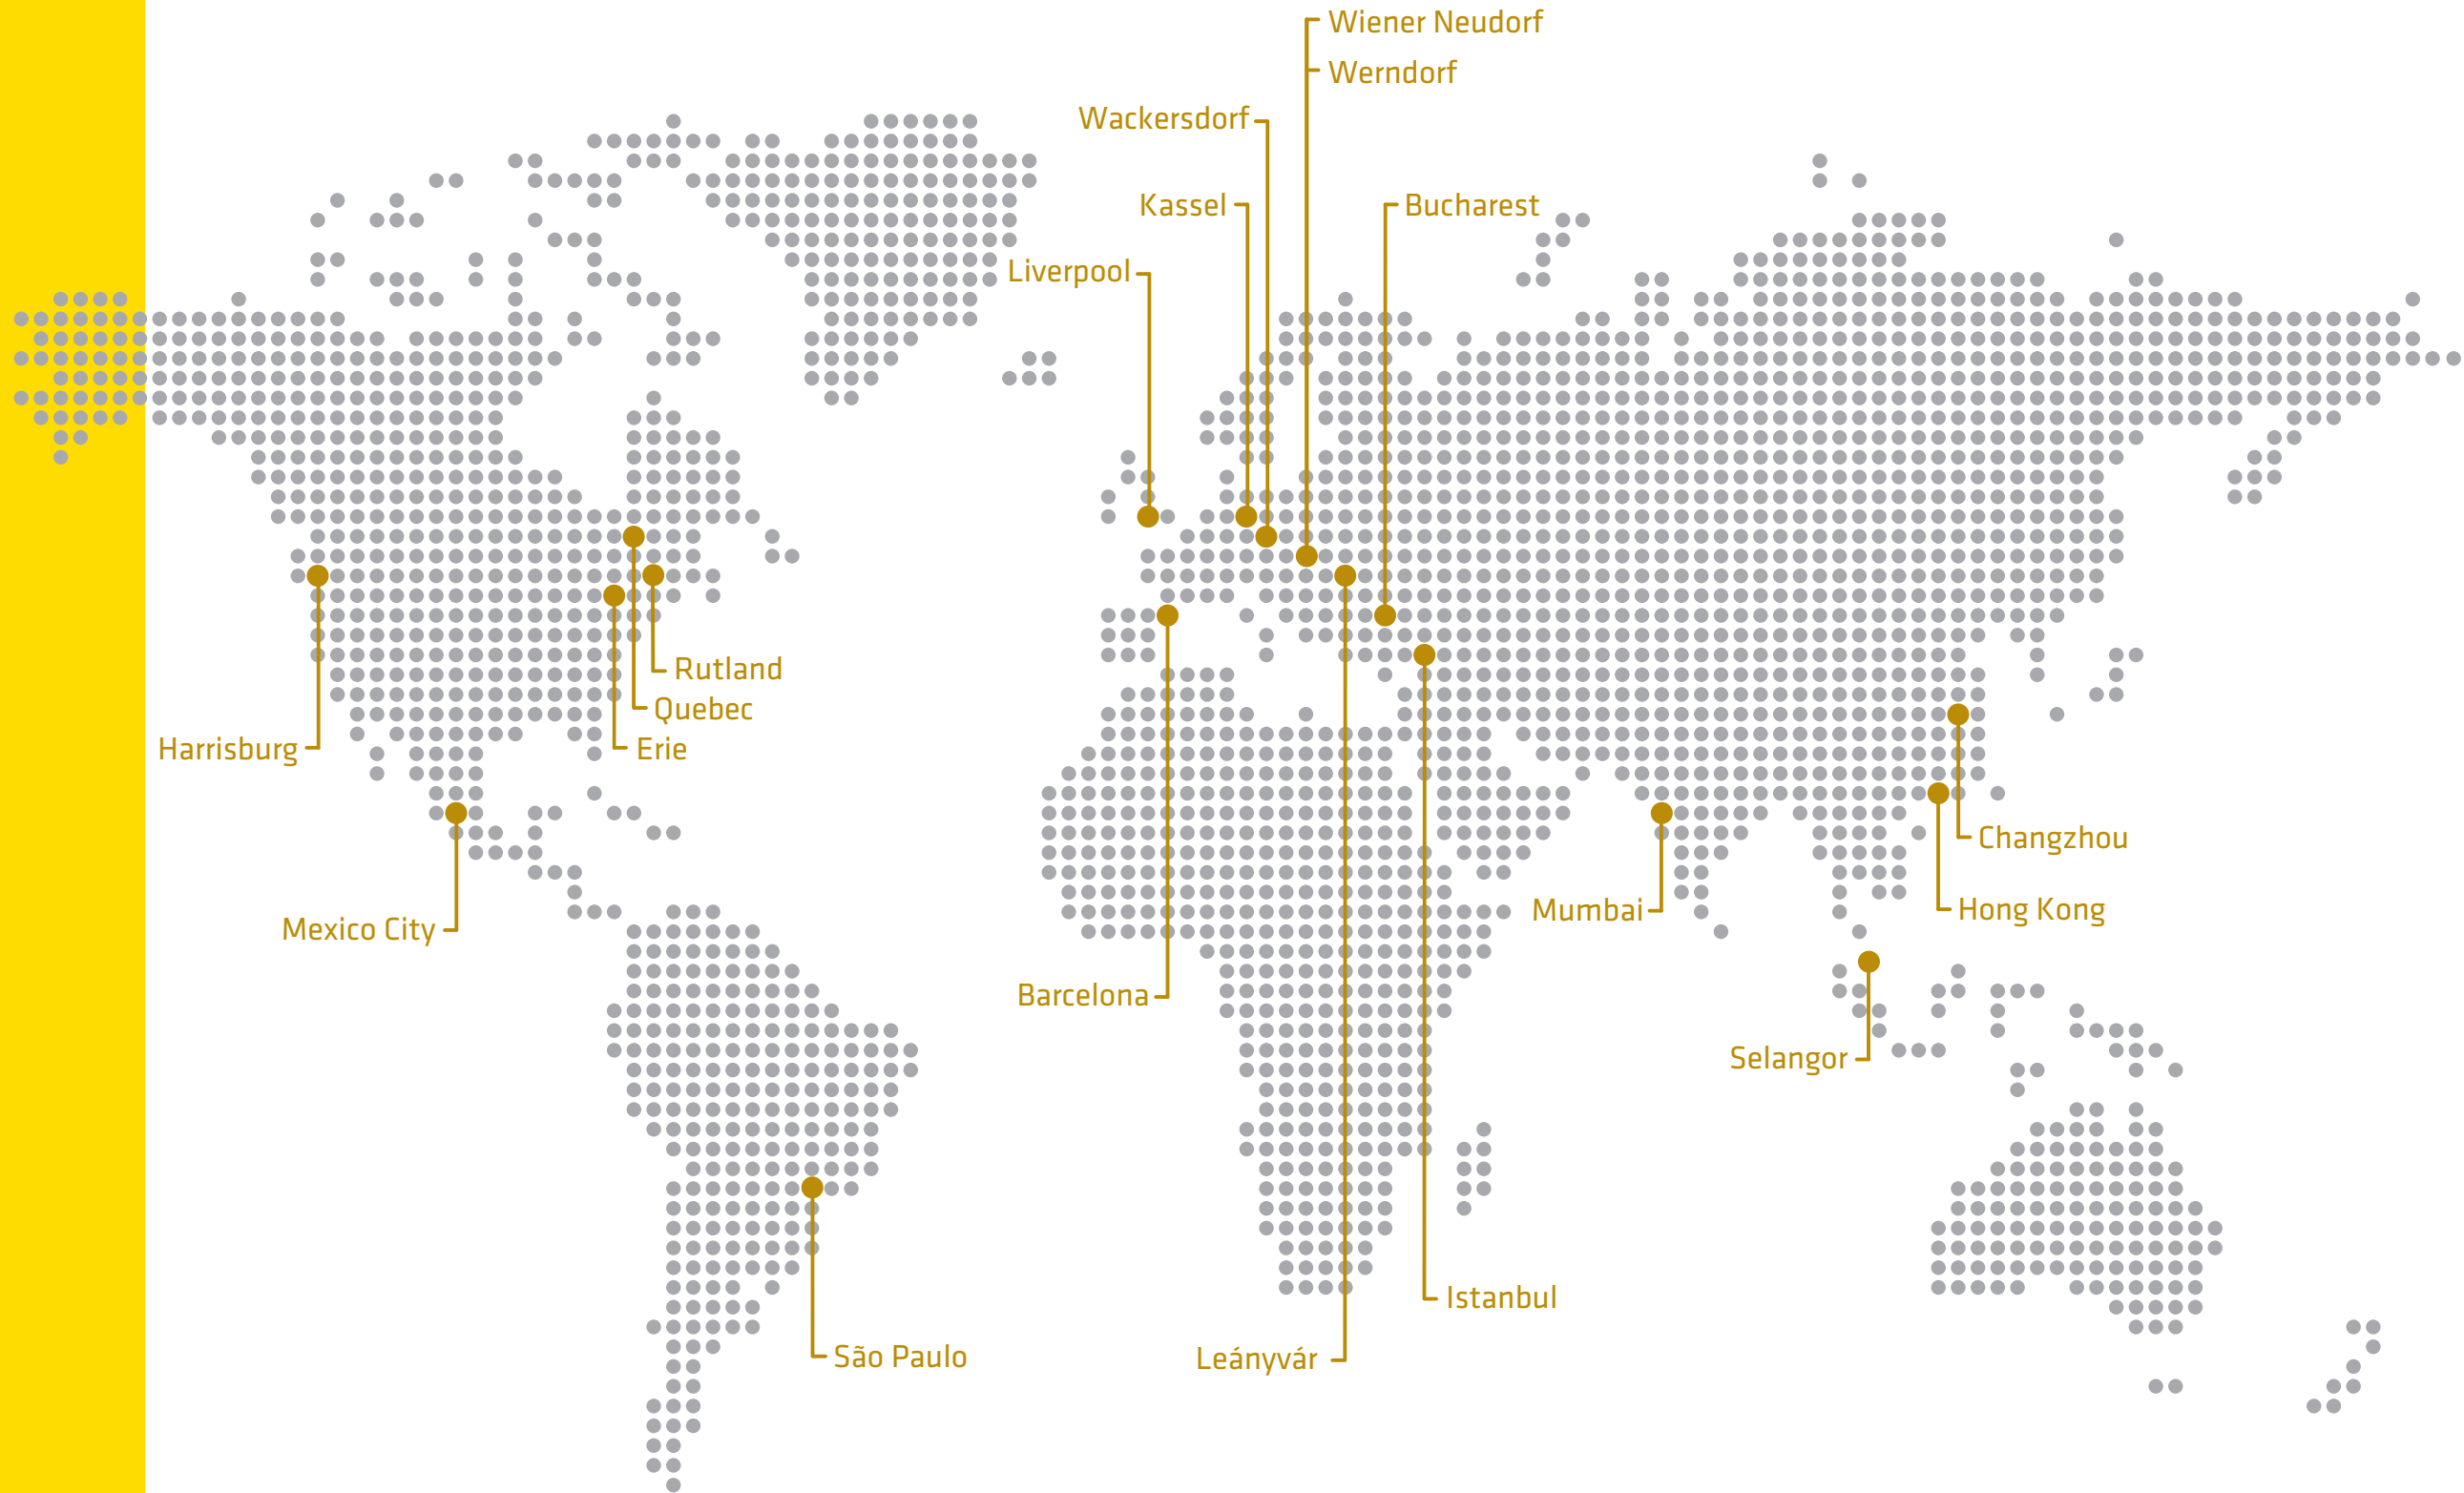 Wiener Neudorf
Werndorf
Wackersdorf
Kassel
Bucharest
Liverpool
Rutland
Quebec
Harrisburg
Erie
Changzhou
Mumbai
Hong Kong
Mexico City
Barcelona
Selangor
Istanbul
São Paulo
Leányvár